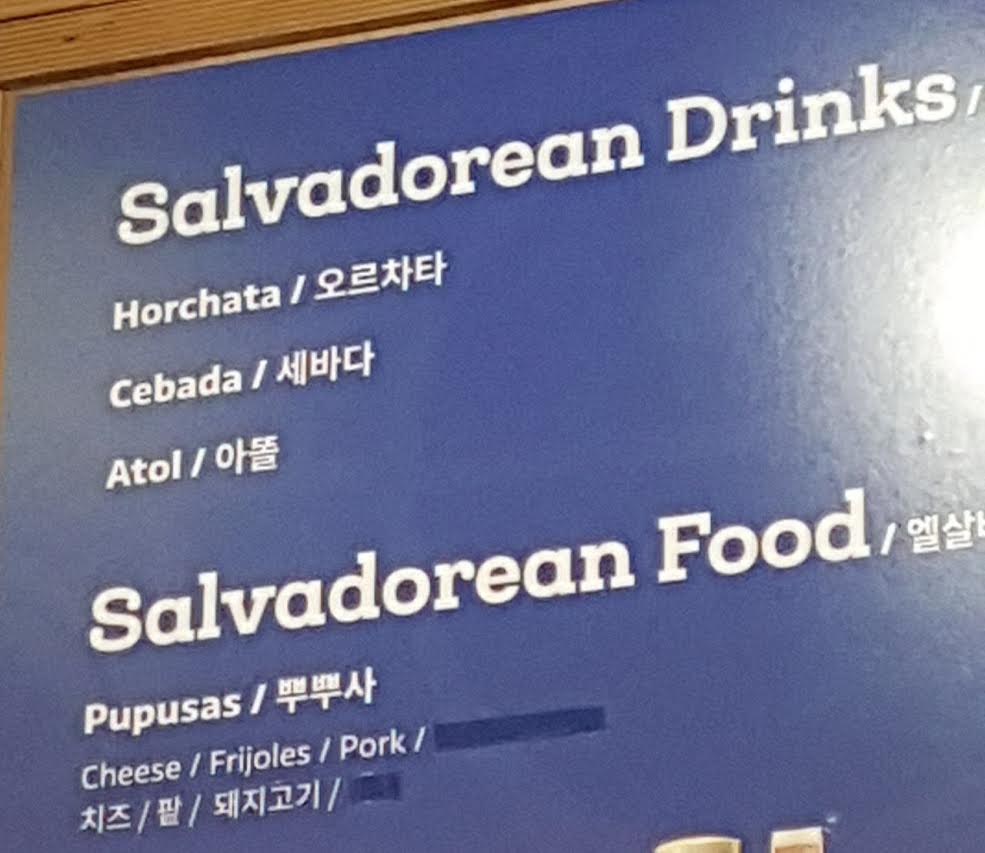 Salvadorean Drinks /
Horchata / 오르차타
Cebada / 세바다
Atol / 아똘
Salvadorean Food / 엘살
Pupusas / 뿌뿌사
Cheese / Frijoles / Pork /
치즈 / 팥 / 돼지고기 /